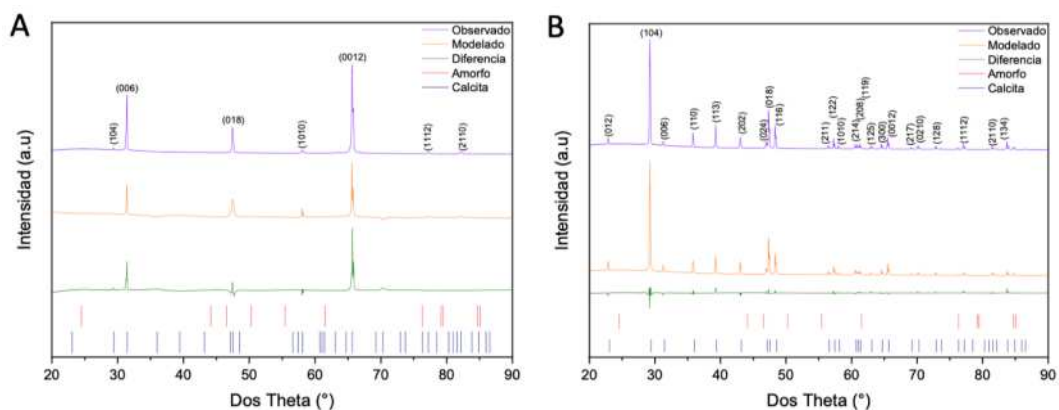 A
Observado
Modelado
Diferencia
Amorfo
Calcita
(0012)
(006)
(104)
(018)
(1010)
(1112)
(2110)
Intensidad (a.u)
20 30 40 50 60 70 80 90
Dos Theta (°)
B
Observado
Modelado
Diferencia
Amorfo
Calcita
(104)
(012)
(006)
(110)
(113)
(202)
(024)
(018)
(116)
(211)
(122)
(1010)
(214)
(208)
(119)
(125)
(300)
(0012)
(217)
(0210)
(128)
(1112)
(2110)
(134)
Intensidad (a.u)
20 30 40 50 60 70 80 90
Dos Theta (°)